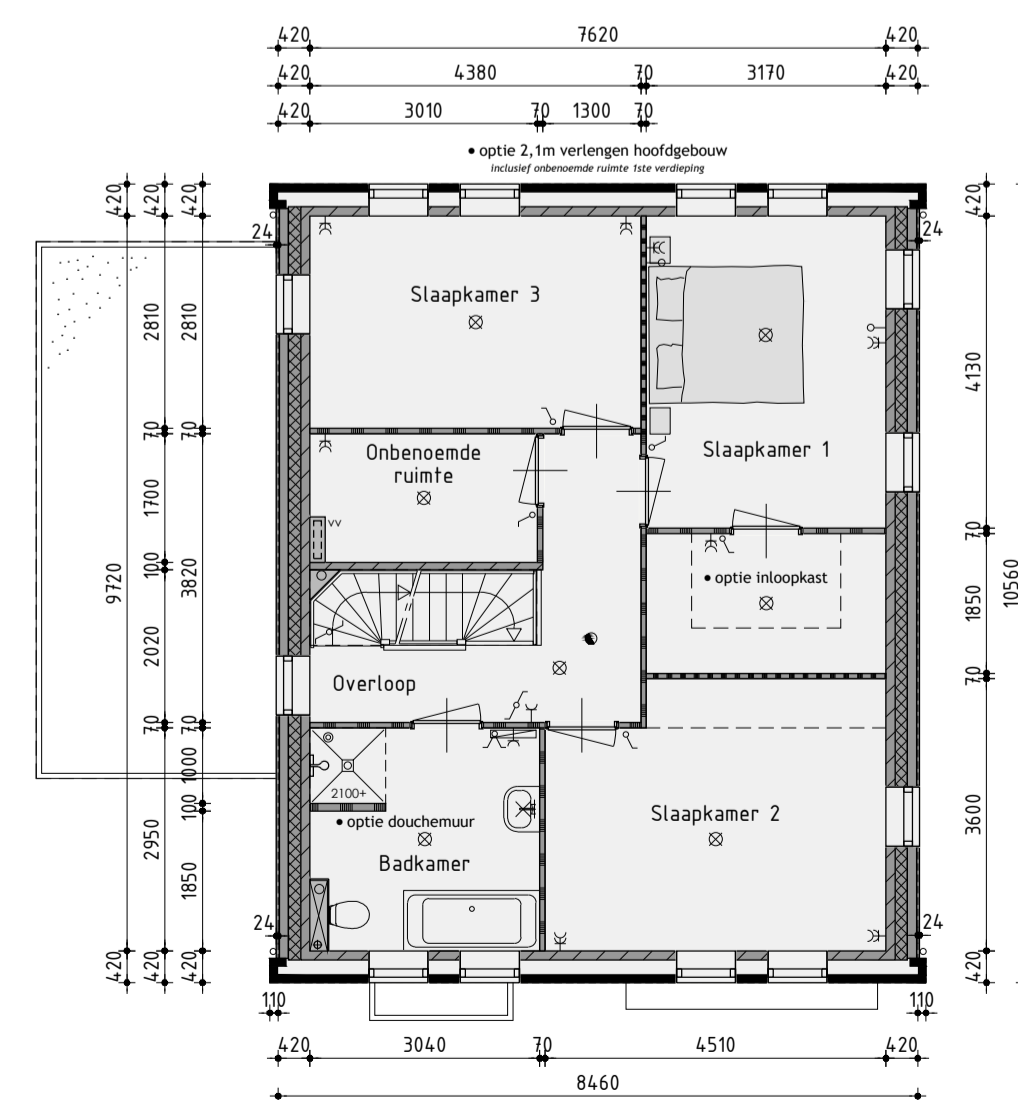 420 7620 420
420 4380 70 3170 420
420 3010 70 1300 70
• optie 2,1m verlengen hoofdgebouw
inclusief onbenoemde ruimte 1ste verdieping
420 420 420 420
24 24
Slaapkamer 3
2810 2810 4130
70 70
Slaapkamer 1
Onbenoemde
ruimte
1700
vv
70
100
• optie inloopkast
9720 3820 1850 10560
2020
Overloop
70
70 70
1000
2100+
100
• optie douchemuur
Slaapkamer 2
2950 3600
Badkamer
1850
24 24
420 420 420 420
110 110
420 3040 70 4510 420
8460